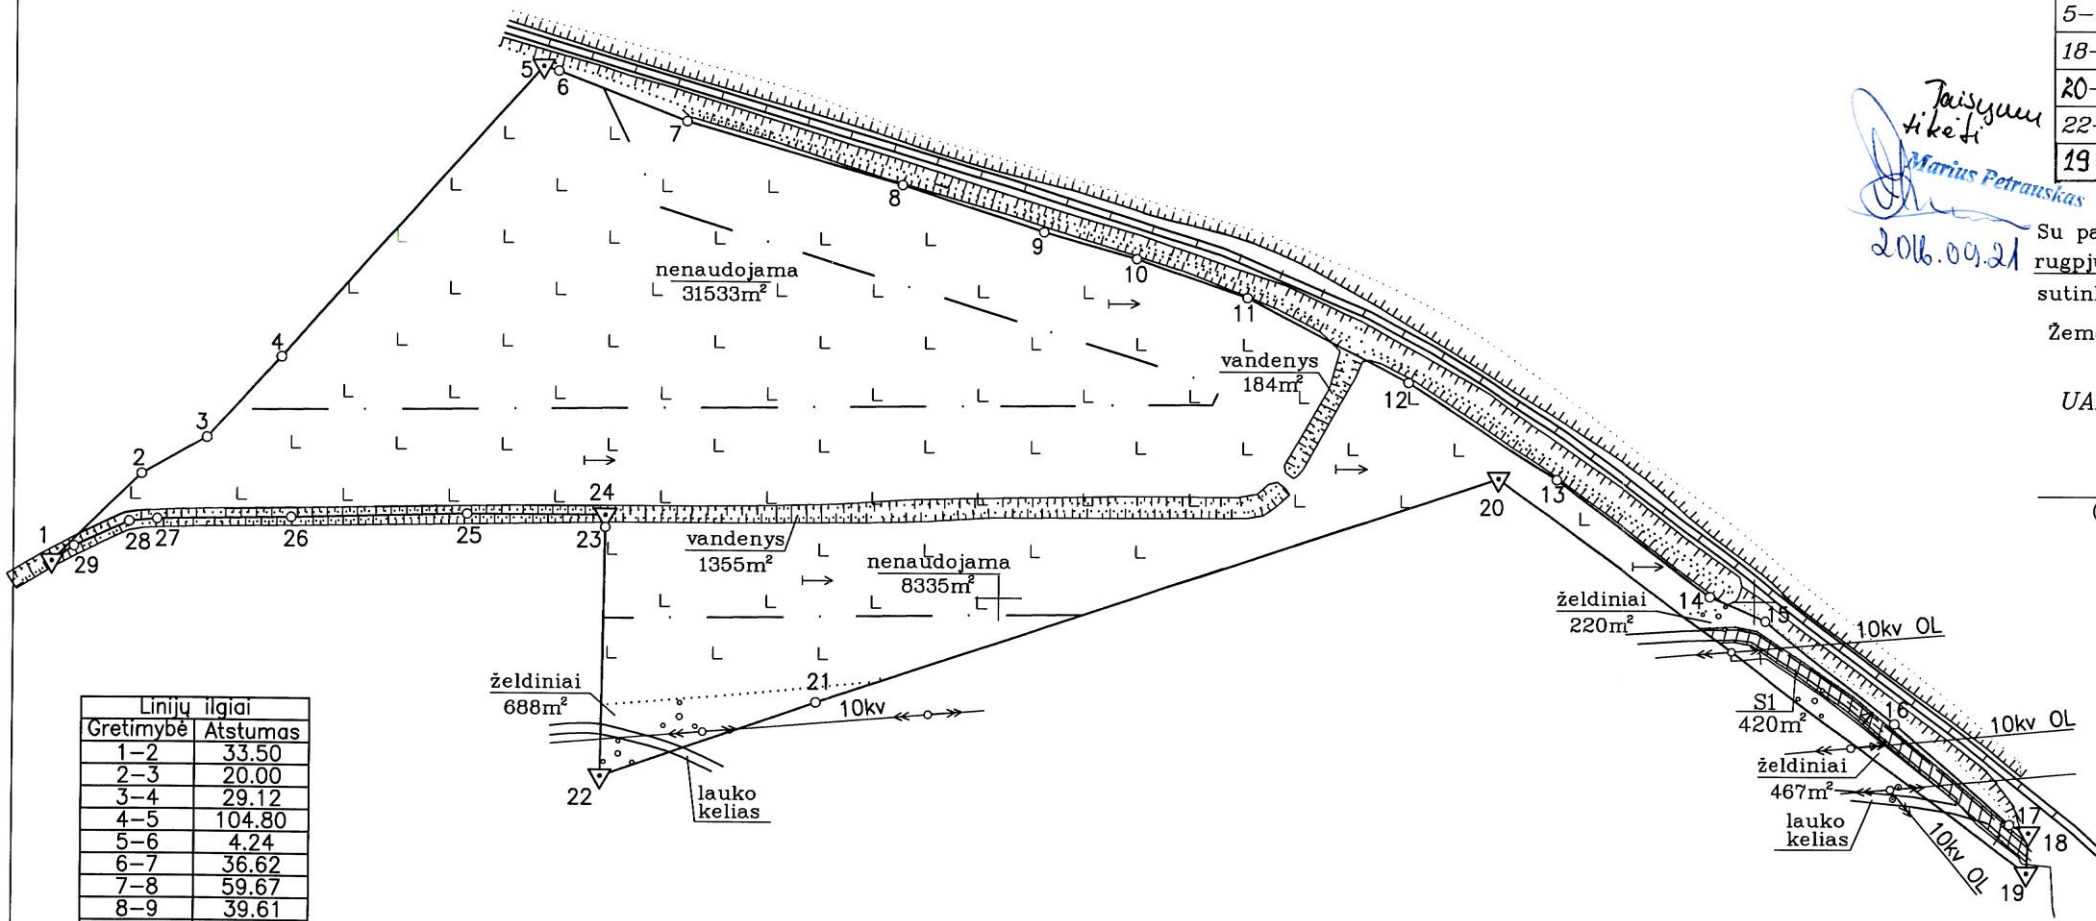 5
6
7
8
9
10
11
12
13
14
15
16
17
18
19
20
21
22
23
24
25
26
27
28
29
1
2
3
4
nenaudojama
31533m²
vandenys
184m²
vandenys
1355m²
nenaudojama
8335m²
želdiniai
688m²
10kv
lauko
kelias
želdiniai
220m²
10kv OL
S1
420m²
10kv OL
želdiniai
467m²
lauko
kelias
10kv OL
Linijų ilgiai
Gretimybė Atstumas
1-2 33.50
2-3 20.00
3-4 29.12
4-5 104.80
5-6 4.24
6-7 36.62
7-8 59.67
8-9 39.61
5-
18-
20-
22-
19
Taisymu
tikėti
Marius Petrauskas
2016.09.21
Su pa
rugpj
sutin
Žem
UA